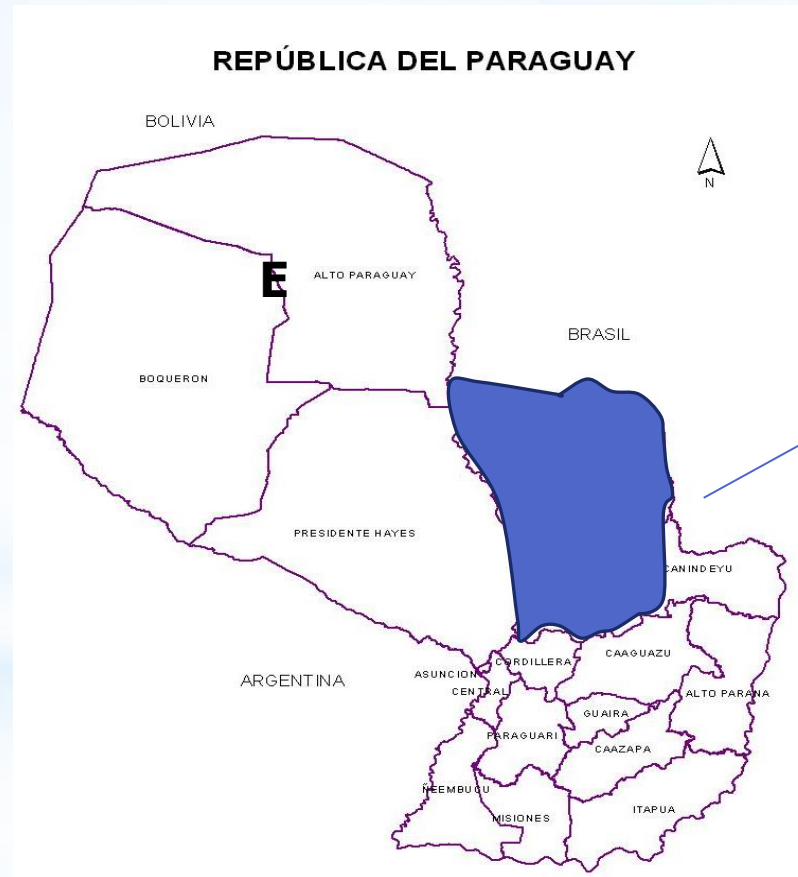 REPÚBLICA DEL PARAGUAY
BOLIVIA
N
E
ALTO PARAGUAY
BRASIL
BOQUERON
PRESIDENTE HAYES
CANINDEYU
CORDILLERA
CAAGUAZU
ASUNCION
ARGENTINA
CENTRAL
ALTO PARANA
GUAIRA
PARAGUARI
CAAZAPA
ÑEEMBUCU
ITAPUA
MISIONES